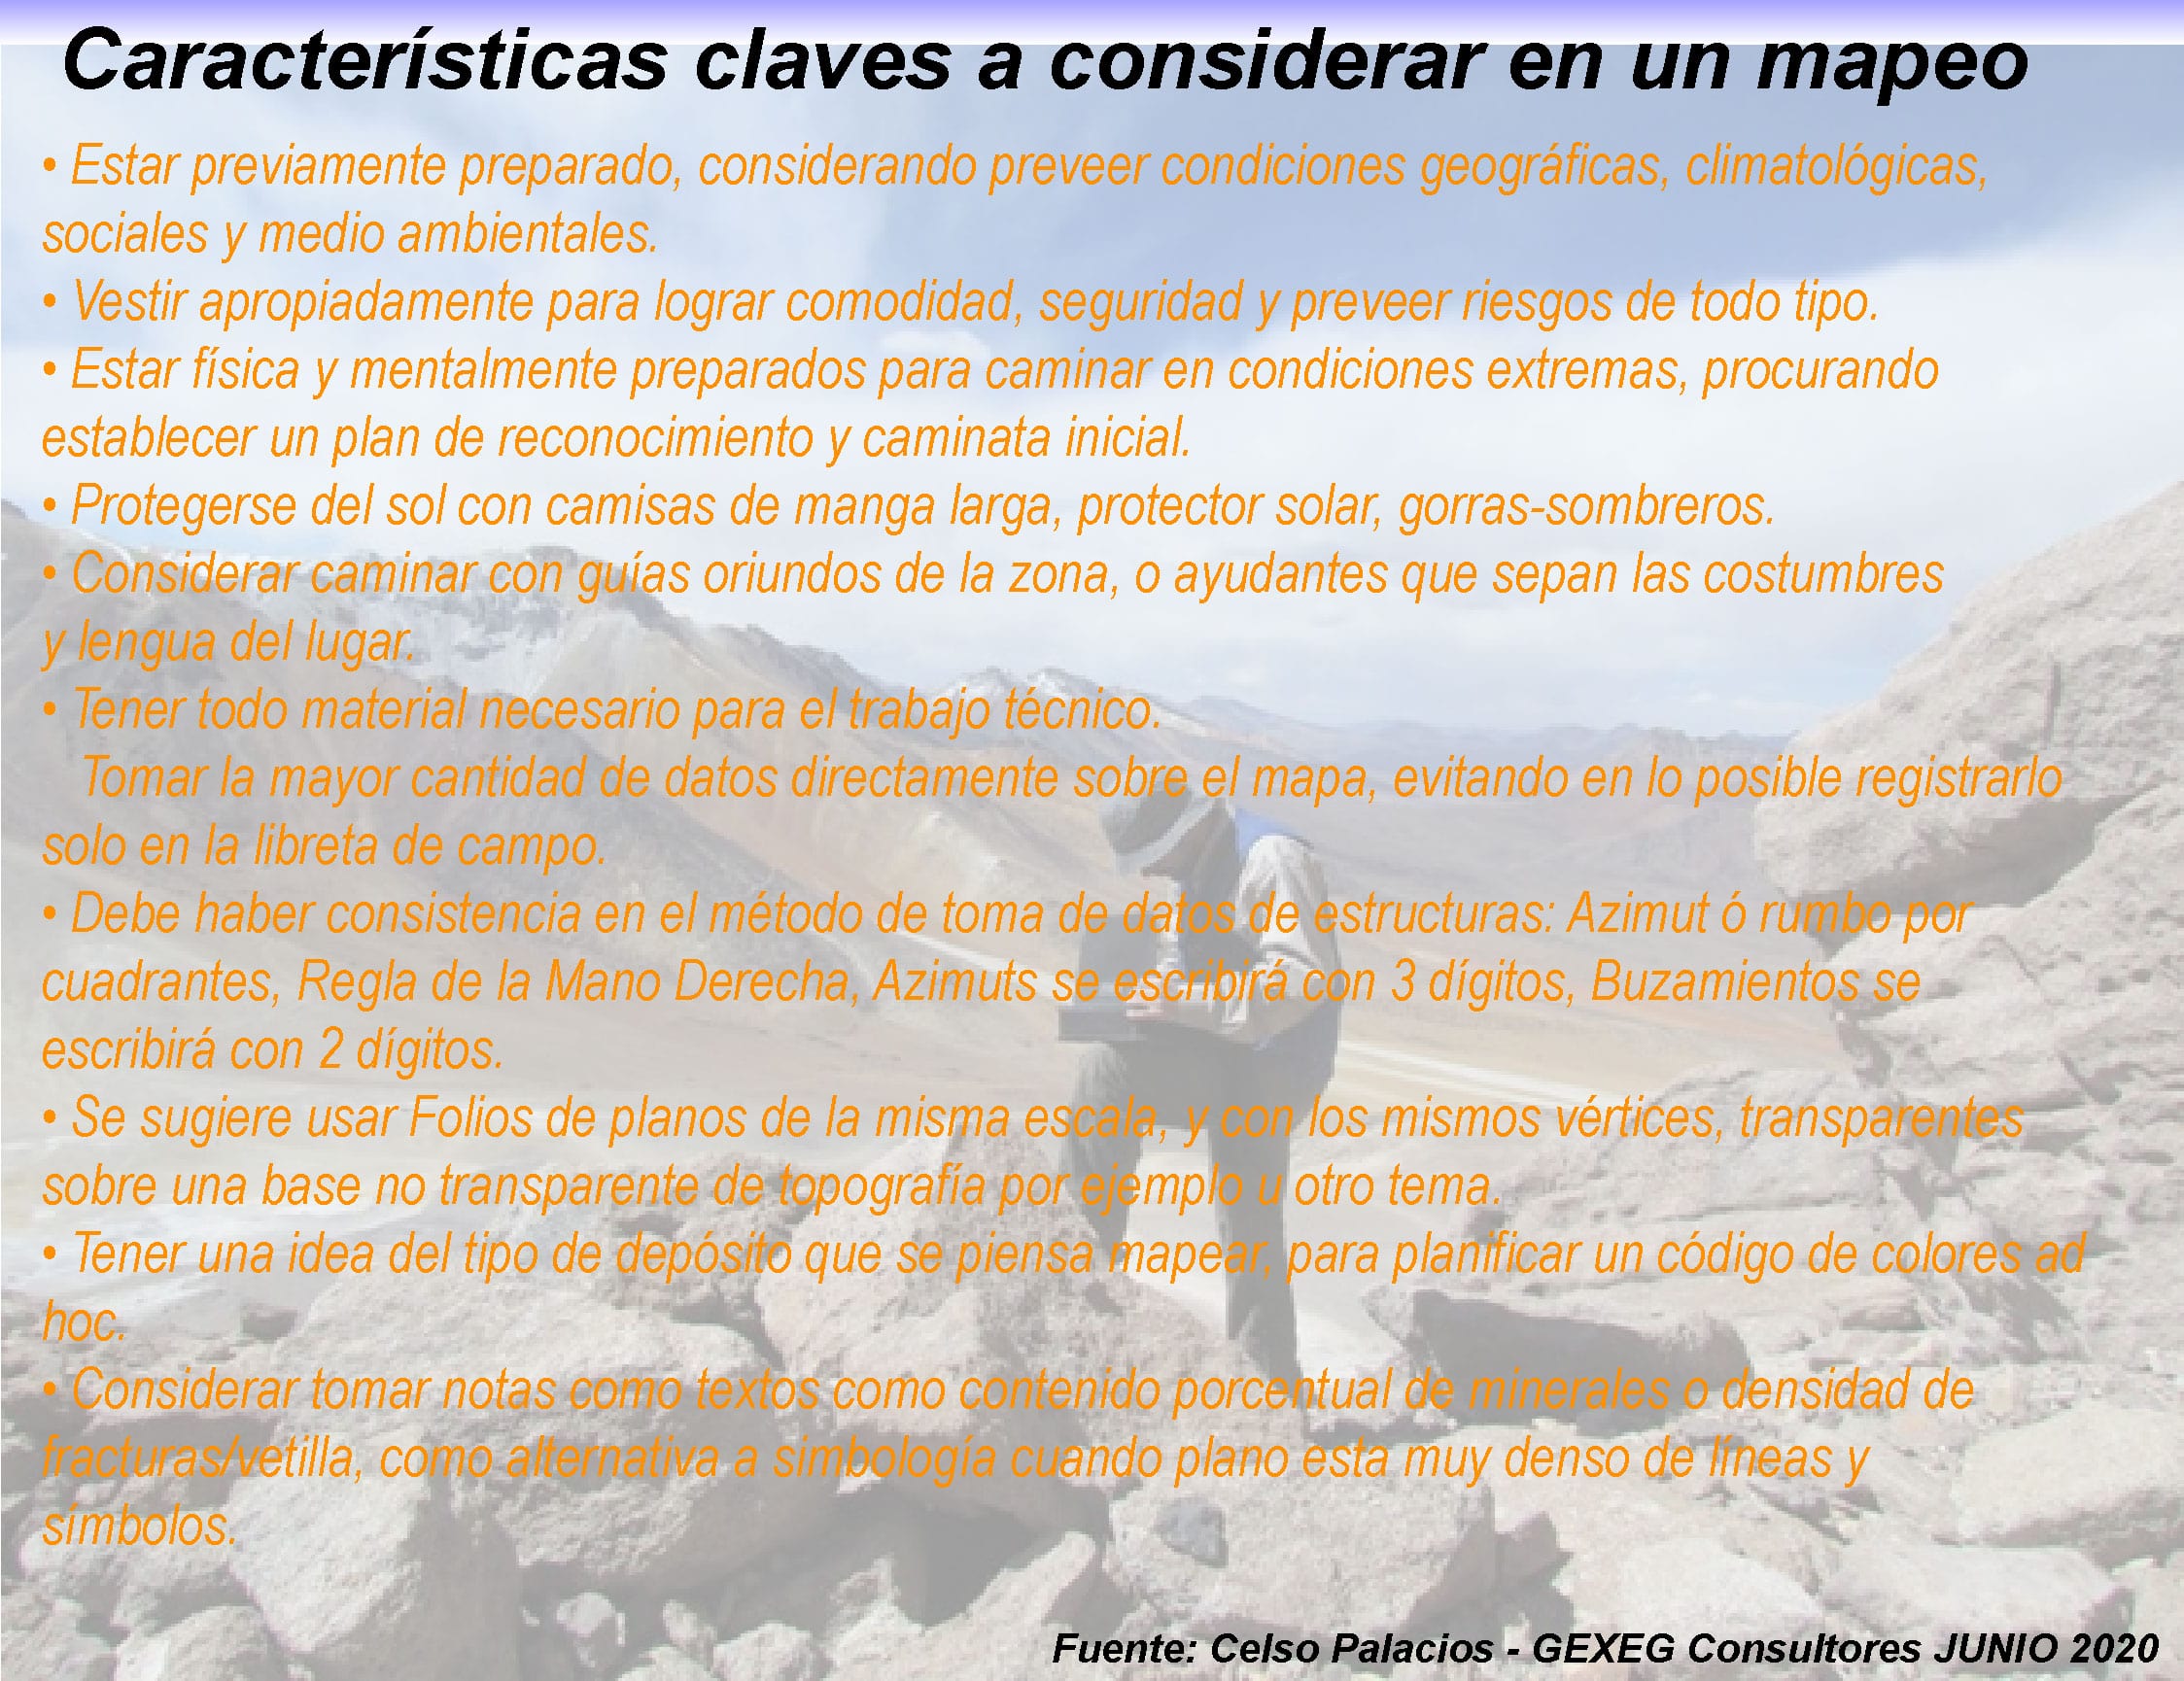 Características claves a considerar en un mapeo
• Estar previamente preparado, considerando preveer condiciones geográficas, climatológicas,
sociales y medio ambientales.
• Vestir apropiadamente para lograr comodidad, seguridad y preveer riesgos de todo tipo.
• Estar física y mentalmente preparados para caminar en condiciones extremas, procurando
establecer un plan de reconocimiento y caminata inicial.
• Protegerse del sol con camisas de manga larga, protector solar, gorras-sombreros.
• Considerar caminar con guías oriundos de la zona, o ayudantes que sepan las costumbres
y lengua del lugar.
• Tener todo material necesario para el trabajo técnico.
Tomar la mayor cantidad de datos directamente sobre el mapa, evitando en lo posible registrarlo
solo en la libreta de campo.
• Debe haber consistencia en el método de toma de datos de estructuras: Azimut ó rumbo por
cuadrantes, Regla de la Mano Derecha, Azimuts se escribirá con 3 dígitos, Buzamientos se
escribirá con 2 dígitos.
• Se sugiere usar Folios de planos de la misma escala, y con los mismos vértices, transparentes
sobre una base no transparente de topografía por ejemplo u otro tema.
• Tener una idea del tipo de depósito que se piensa mapear, para planificar un código de colores ad
hoc.
• Considerar tomar notas como textos como contenido porcentual de minerales o densidad de
fracturas/vetilla, como alternativa a simbología cuando plano esta muy denso de líneas y
símbolos.
Fuente: Celso Palacios - GEXEG Consultores JUNIO 2020